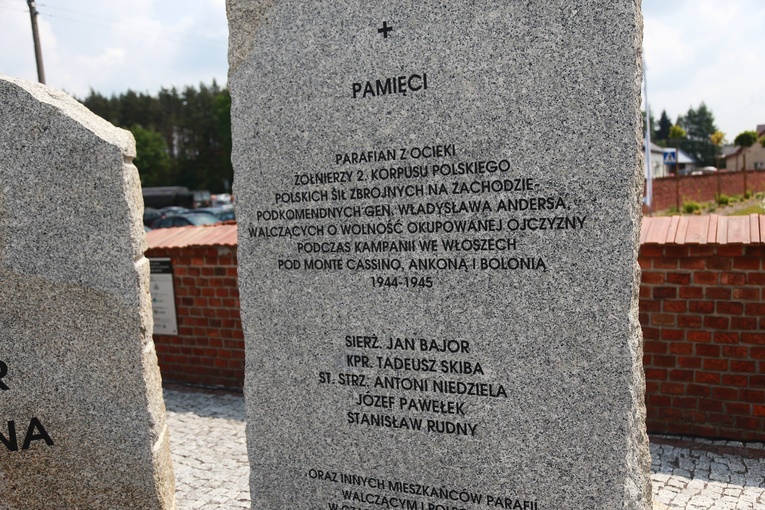 PAMIĘCI
PARAFIAN Z OCIEKI
ŻOŁNIERZY 2. KORPUSU POLSKIEGO
POLSKICH SIŁ ZBROJNYCH NA ZACHODZIE-
PODKOMENDNYCH GEN. WŁADYSŁAWA ANDERSA,
WALCZĄCYCH O WOLNOŚĆ OKUPOWANEJ OJCZYZNY
PODCZAS KAMPANII WE WŁOSZECH
POD MONTE CASSINO, ANKONĄ I BOLONIĄ
1944-1945
SIERŻ. JAN BAJOR
KPR. TADEUSZ SKIBA
ST. STRZ. ANTONI NIEDZIELA
JÓZEF PAWEŁEK
STANISŁAW RUDNY
ORAZ INNYCH MIESZKAŃCÓW PARAFII
WALCZĄCYM I
R
NA